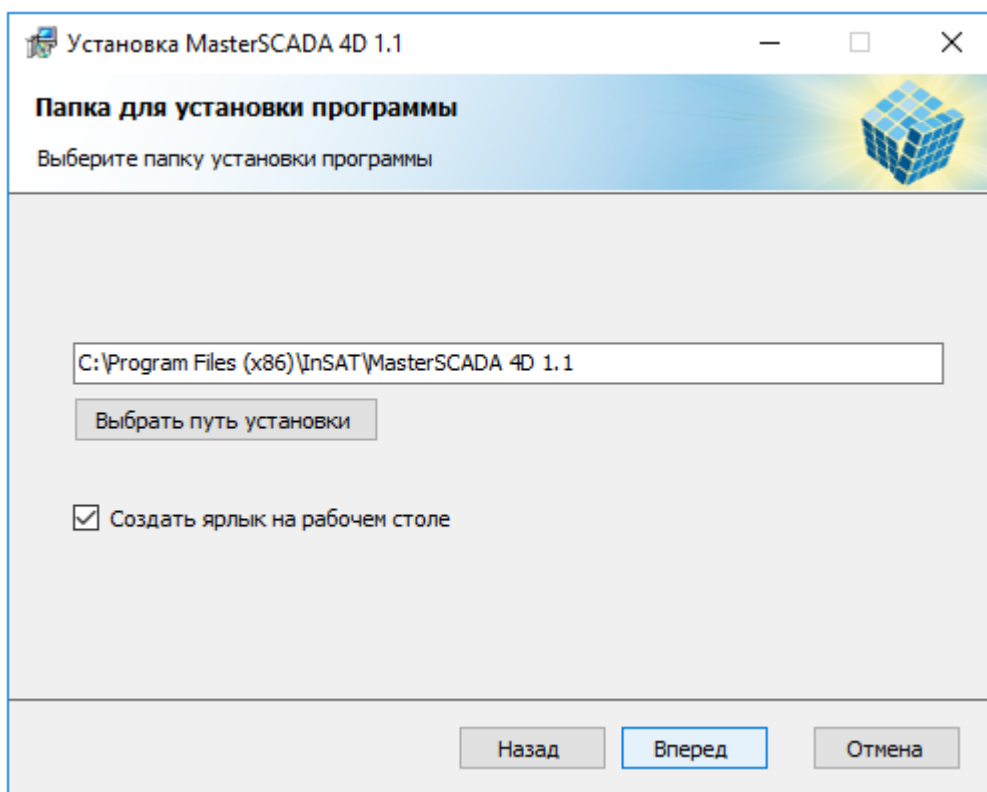 Установка MasterSCADA 4D 1.1
Папка для установки программы
Выберите папку установки программы
C:\Program Files (x86)\InSAT\MasterSCADA 4D 1.1
Выбрать путь установки
Создать ярлык на рабочем столе
Назад Вперед Отмена